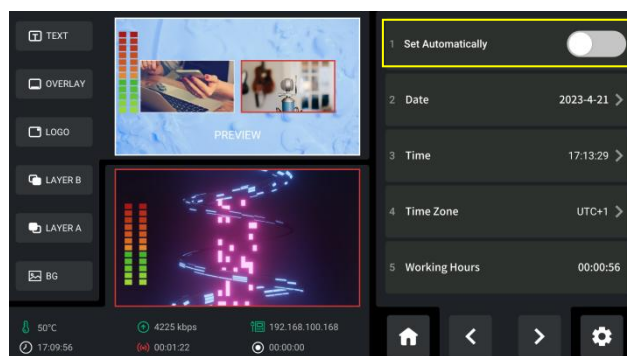 TEXT
OVERLAY
LOGO
LAYER B
LAYER A
BG
PREVIEW
50°C
4225 kbps
192.168.100.168
17:09:56
00:01:22
00:00:00
1 Set Automatically
2 Date 2023-4-21
3 Time 17:13:29
4 Time Zone UTC+1
5 Working Hours 00:00:56